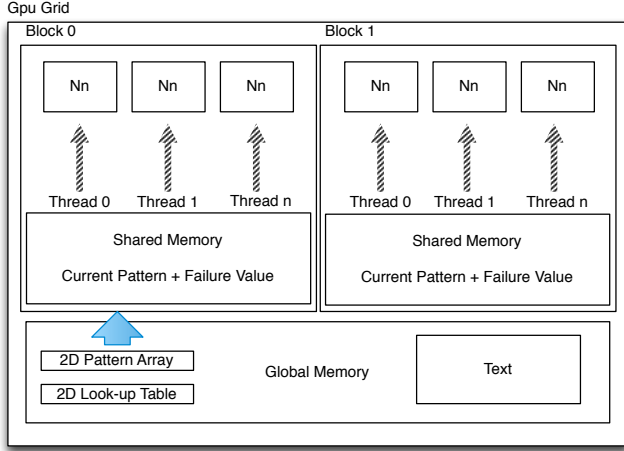 Gpu Grid
Block 0
Block 1
Nn
Nn
Nn
Nn
Nn
Nn
Thread 0
Thread 1
Thread n
Thread 0
Thread 1
Thread n
Shared Memory
Current Pattern + Failure Value
Shared Memory
Current Pattern + Failure Value
2D Pattern Array
2D Look-up Table
Global Memory
Text